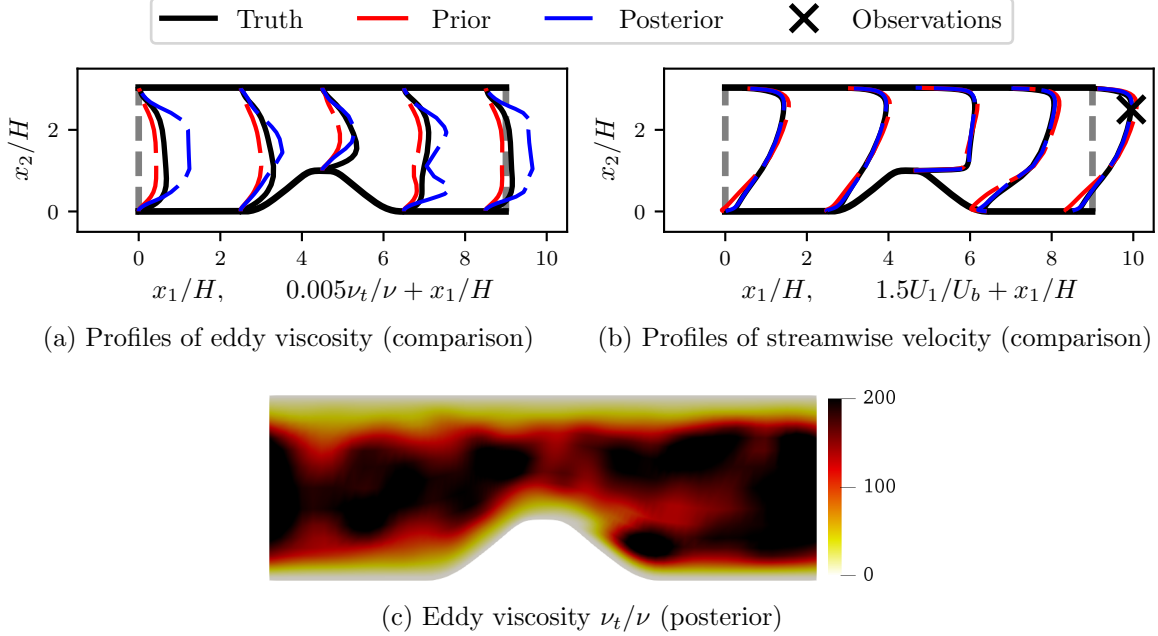 Truth Prior Posterior Observations
x₂/H
2
0
0 2 4 6 8 10
x₁/H, 0.005νₜ/ν + x₁/H
(a) Profiles of eddy viscosity (comparison)
x₂/H
2
0
0 2 4 6 8 10
x₁/H, 1.5U₁/U_b + x₁/H
(b) Profiles of streamwise velocity (comparison)
200
100
0
(c) Eddy viscosity νₜ/ν (posterior)